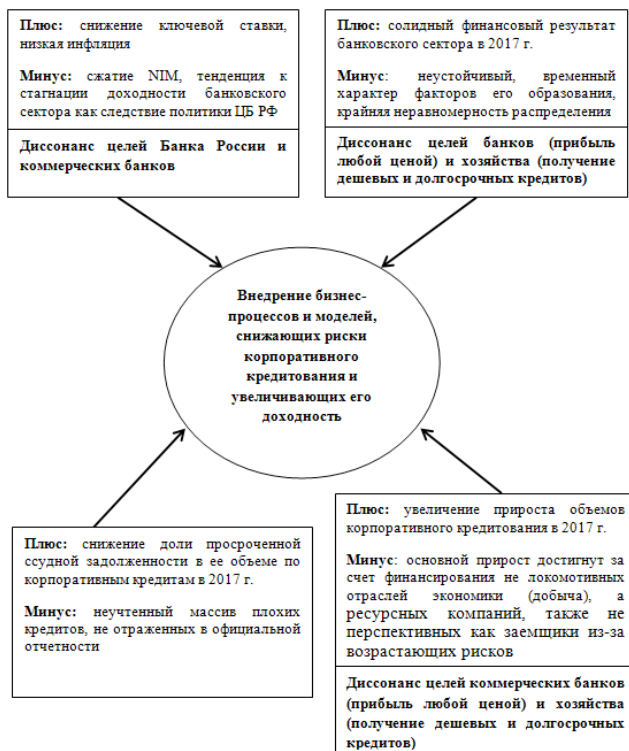 Плюс: снижение ключевой ставки,
низкая инфляция
Минус: сжатие NIM, тенденция к
стагнации доходности банковского
сектора как следствие политики ЦБ РФ
Диссонанс целей Банка России и
коммерческих банков
Плюс: солидный финансовый результат
банковского сектора в 2017 г.
Минус: неустойчивый, временный
характер факторов его образования,
крайняя неравномерность распределения
Диссонанс целей банков (прибыль
любой ценой) и хозяйства (получение
дешевых и долгосрочных кредитов)
Внедрение бизнес-
процессов и моделей,
снижающих риски
корпоративного
кредитования и
увеличивающих его
доходность
Плюс: снижение доли просроченной
ссудной задолженности в ее объеме по
корпоративным кредитам в 2017 г.
Минус: неучтенный массив плохих
кредитов, не отраженных в официальной
отчетности
Плюс: увеличение прироста объемов
корпоративного кредитования в 2017 г.
Минус: основной прирост достигнут за
счет финансирования не локомотивных
отраслей экономики (добыча), а
ресурсных компаний, также не
перспективных как заемщики из-за
возрастающих рисков
Диссонанс целей коммерческих банков
(прибыль любой ценой) и хозяйства
(получение дешевых и долгосрочных
кредитов)